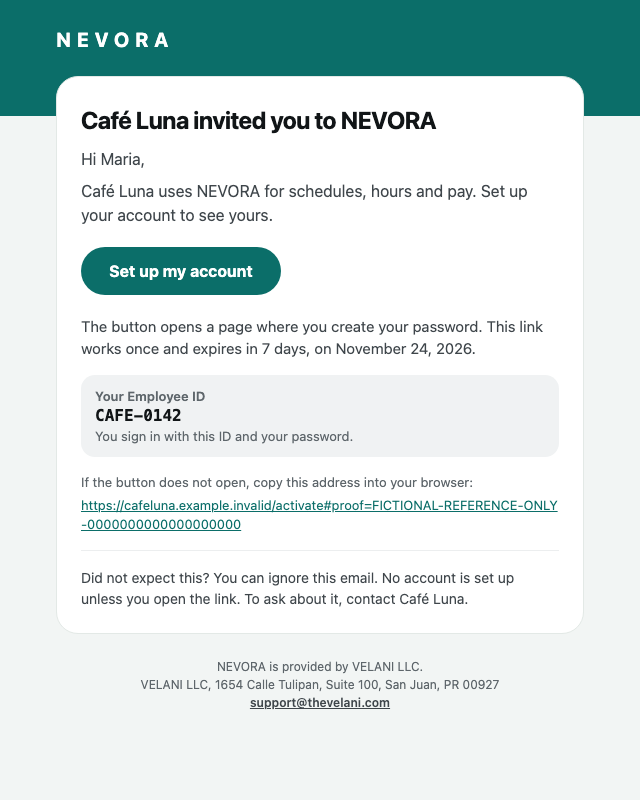 NEVORA
Café Luna invited you to NEVORA
Hi Maria,
Café Luna uses NEVORA for schedules, hours and pay. Set up
your account to see yours.
Set up my account
The button opens a page where you create your password. This link
works once and expires in 7 days, on November 24, 2026.
Your Employee ID
CAFE–0142
You sign in with this ID and your password.
If the button does not open, copy this address into your browser:
https://cafeluna.example.invalid/activate#proof=FICTIONAL-REFERENCE-ONLY
-0000000000000000000
Did not expect this? You can ignore this email. No account is set up
unless you open the link. To ask about it, contact Café Luna.
NEVORA is provided by VELANI LLC.
VELANI LLC, 1654 Calle Tulipan, Suite 100, San Juan, PR 00927
support@thevelani.com